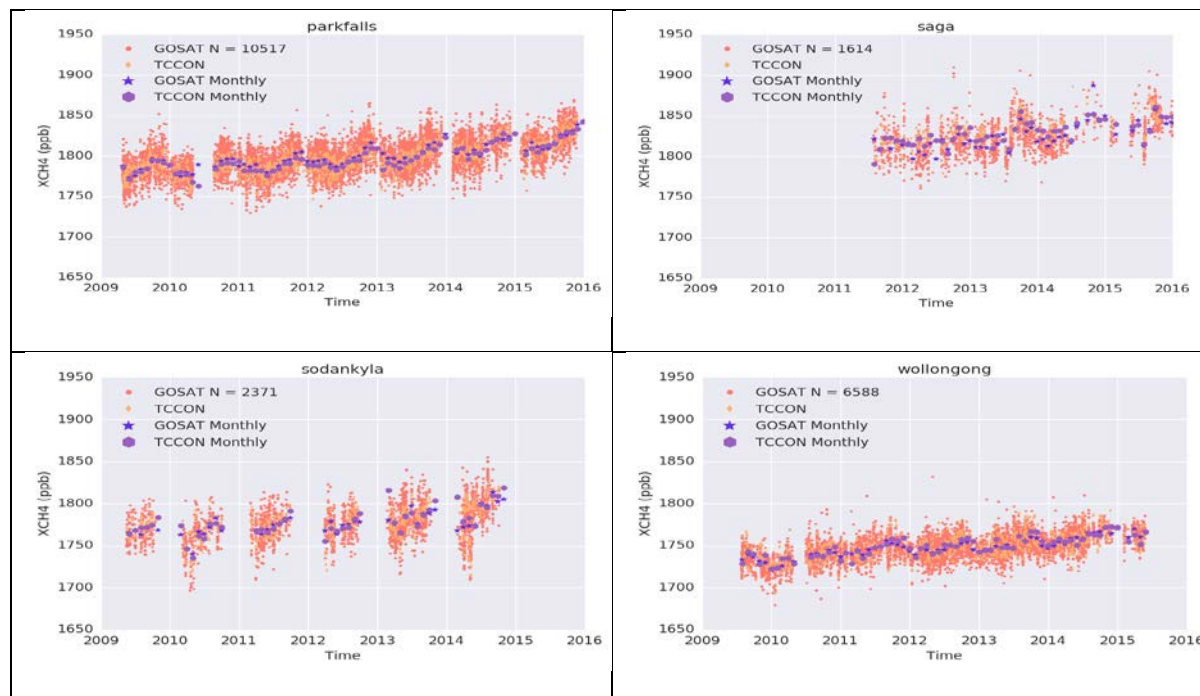 parkfalls
GOSAT N = 10517
TCCON
GOSAT Monthly
TCCON Monthly
XCH4 (ppb)
1950
1900
1850
1800
1750
1700
1650
2009 2010 2011 2012 2013 2014 2015 2016
Time
saga
GOSAT N = 1614
TCCON
GOSAT Monthly
TCCON Monthly
XCH4 (ppb)
1950
1900
1850
1800
1750
1700
1650
2009 2010 2011 2012 2013 2014 2015 2016
Time
sodankyla
GOSAT N = 2371
TCCON
GOSAT Monthly
TCCON Monthly
XCH4 (ppb)
1950
1900
1850
1800
1750
1700
1650
2009 2010 2011 2012 2013 2014 2015 2016
Time
wollongong
GOSAT N = 6588
TCCON
GOSAT Monthly
TCCON Monthly
XCH4 (ppb)
1950
1900
1850
1800
1750
1700
1650
2009 2010 2011 2012 2013 2014 2015 2016
Time